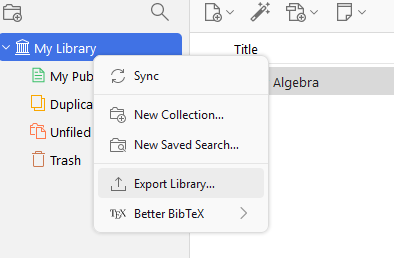 My Library
Title
My Pub
Sync
Algebra
Duplica
New Collection...
Unfiled
New Saved Search...
Trash
Export Library...
TEX Better BibTeX